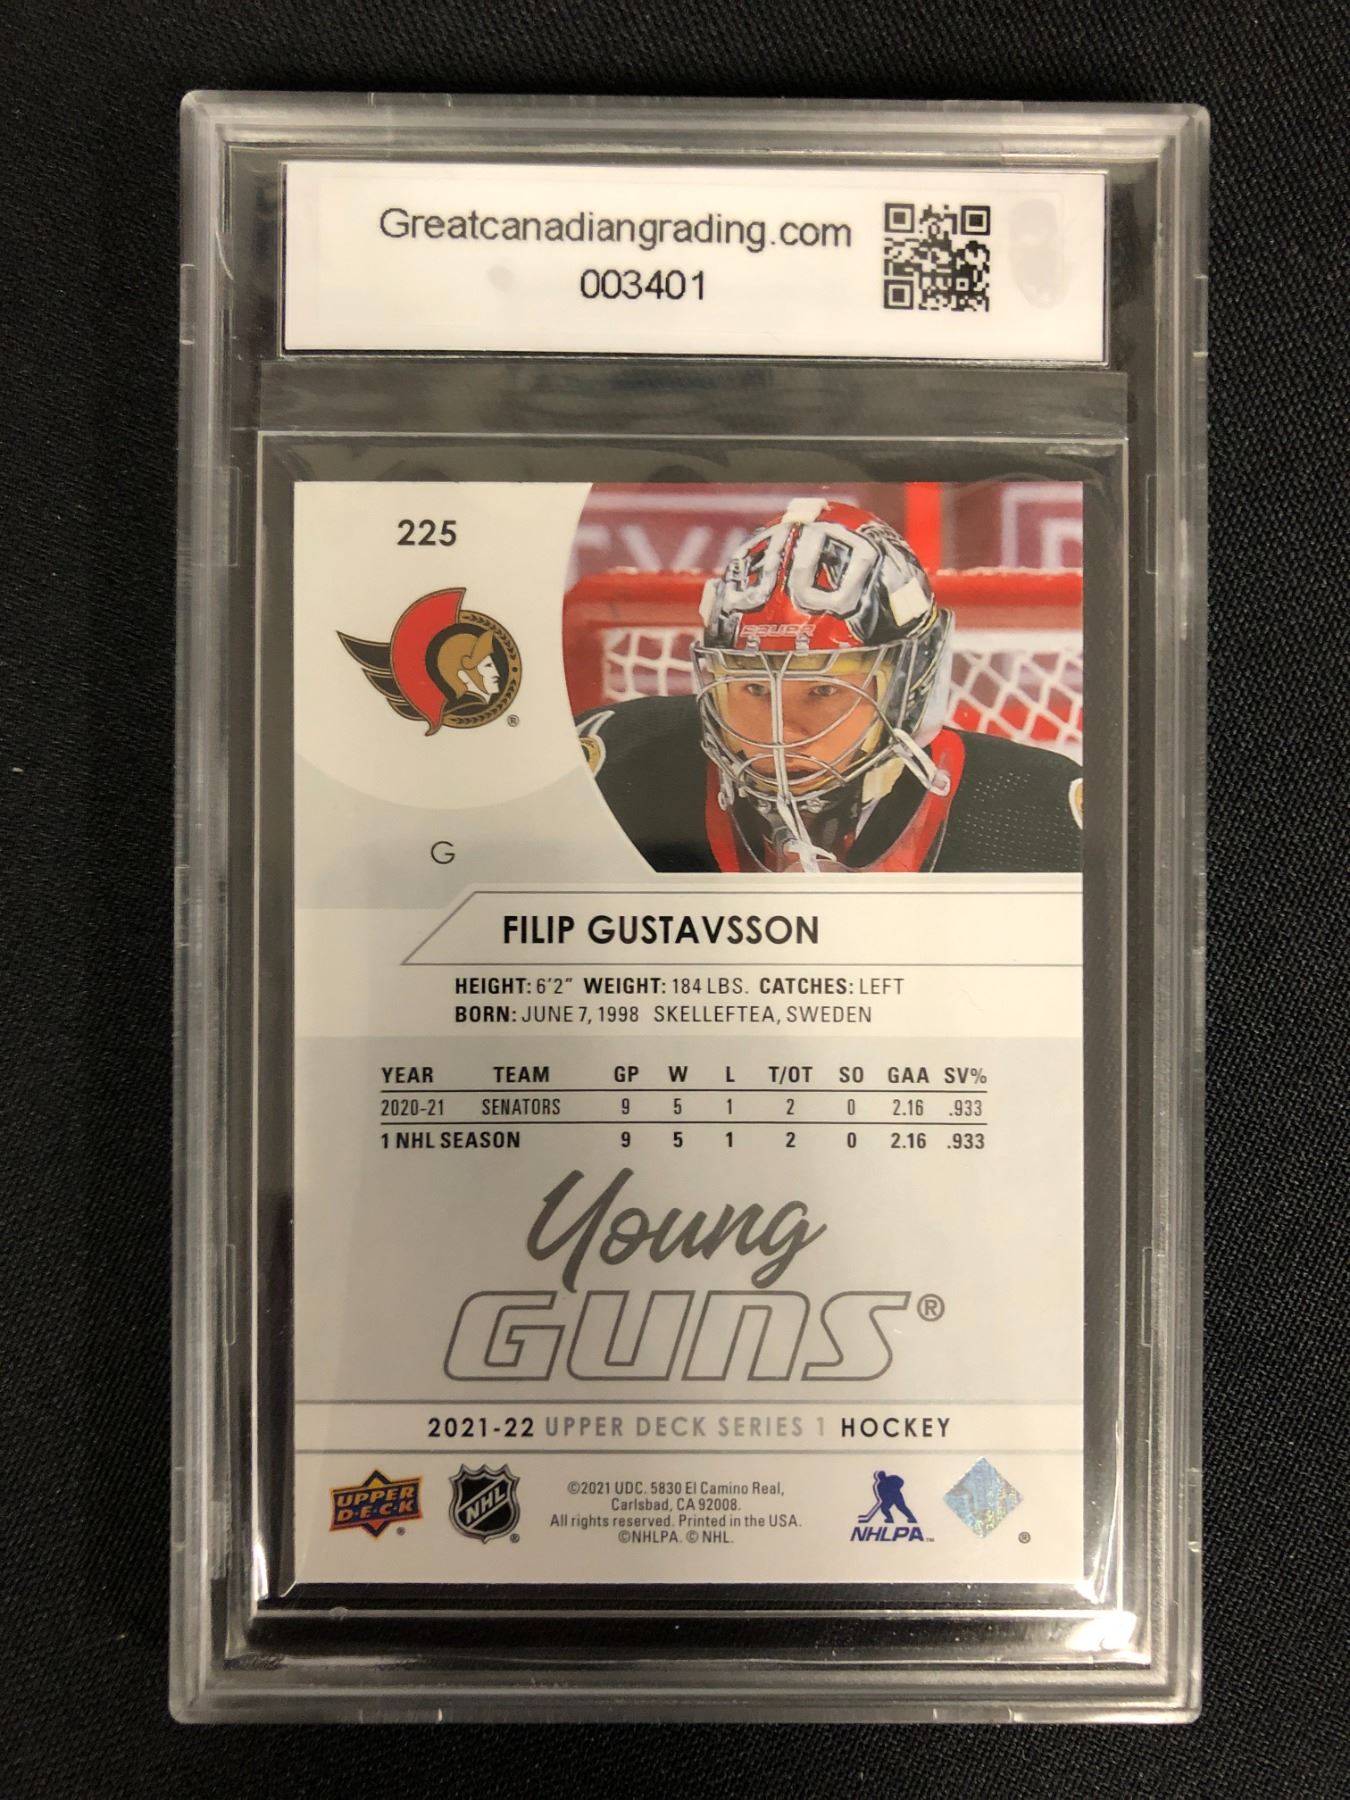 Greatcanadiangrading.com
003401
225
BAUER
®
G
FILIP GUSTAVSSON
HEIGHT: 6'2" WEIGHT: 184 LBS. CATCHES: LEFT
BORN: JUNE 7, 1998 SKELLEFTEA, SWEDEN
YEAR TEAM GP W L T/OT SO GAA SV%
2020-21 SENATORS 9 5 1 2 0 2.16 .933
1 NHL SEASON 9 5 1 2 0 2.16 .933
Young
GUNS®
2021-22 UPPER DECK SERIES 1 HOCKEY
UPPER
D·E·C·K
®
NHL
®
©2021 UDC. 5830 El Camino Real,
Carlsbad, CA 92008.
All rights reserved. Printed in the USA.
©NHLPA. © NHL.
NHLPA™
®